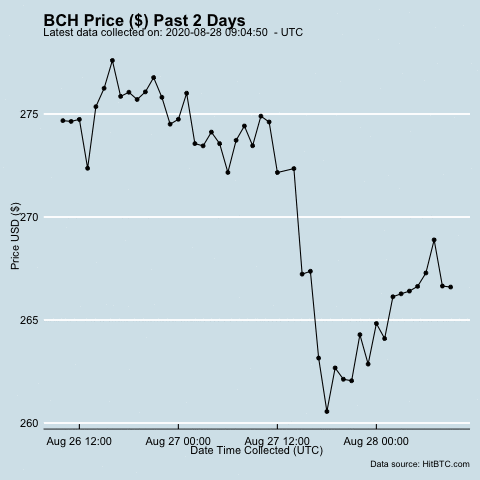 BCH Price ($) Past 2 Days
Latest data collected on: 2020-08-28 09:04:50 - UTC
275
270
265
260
Price USD ($)
Aug 26 12:00 Aug 27 00:00 Aug 27 12:00 Aug 28 00:00
Date Time Collected (UTC)
Data source: HitBTC.com